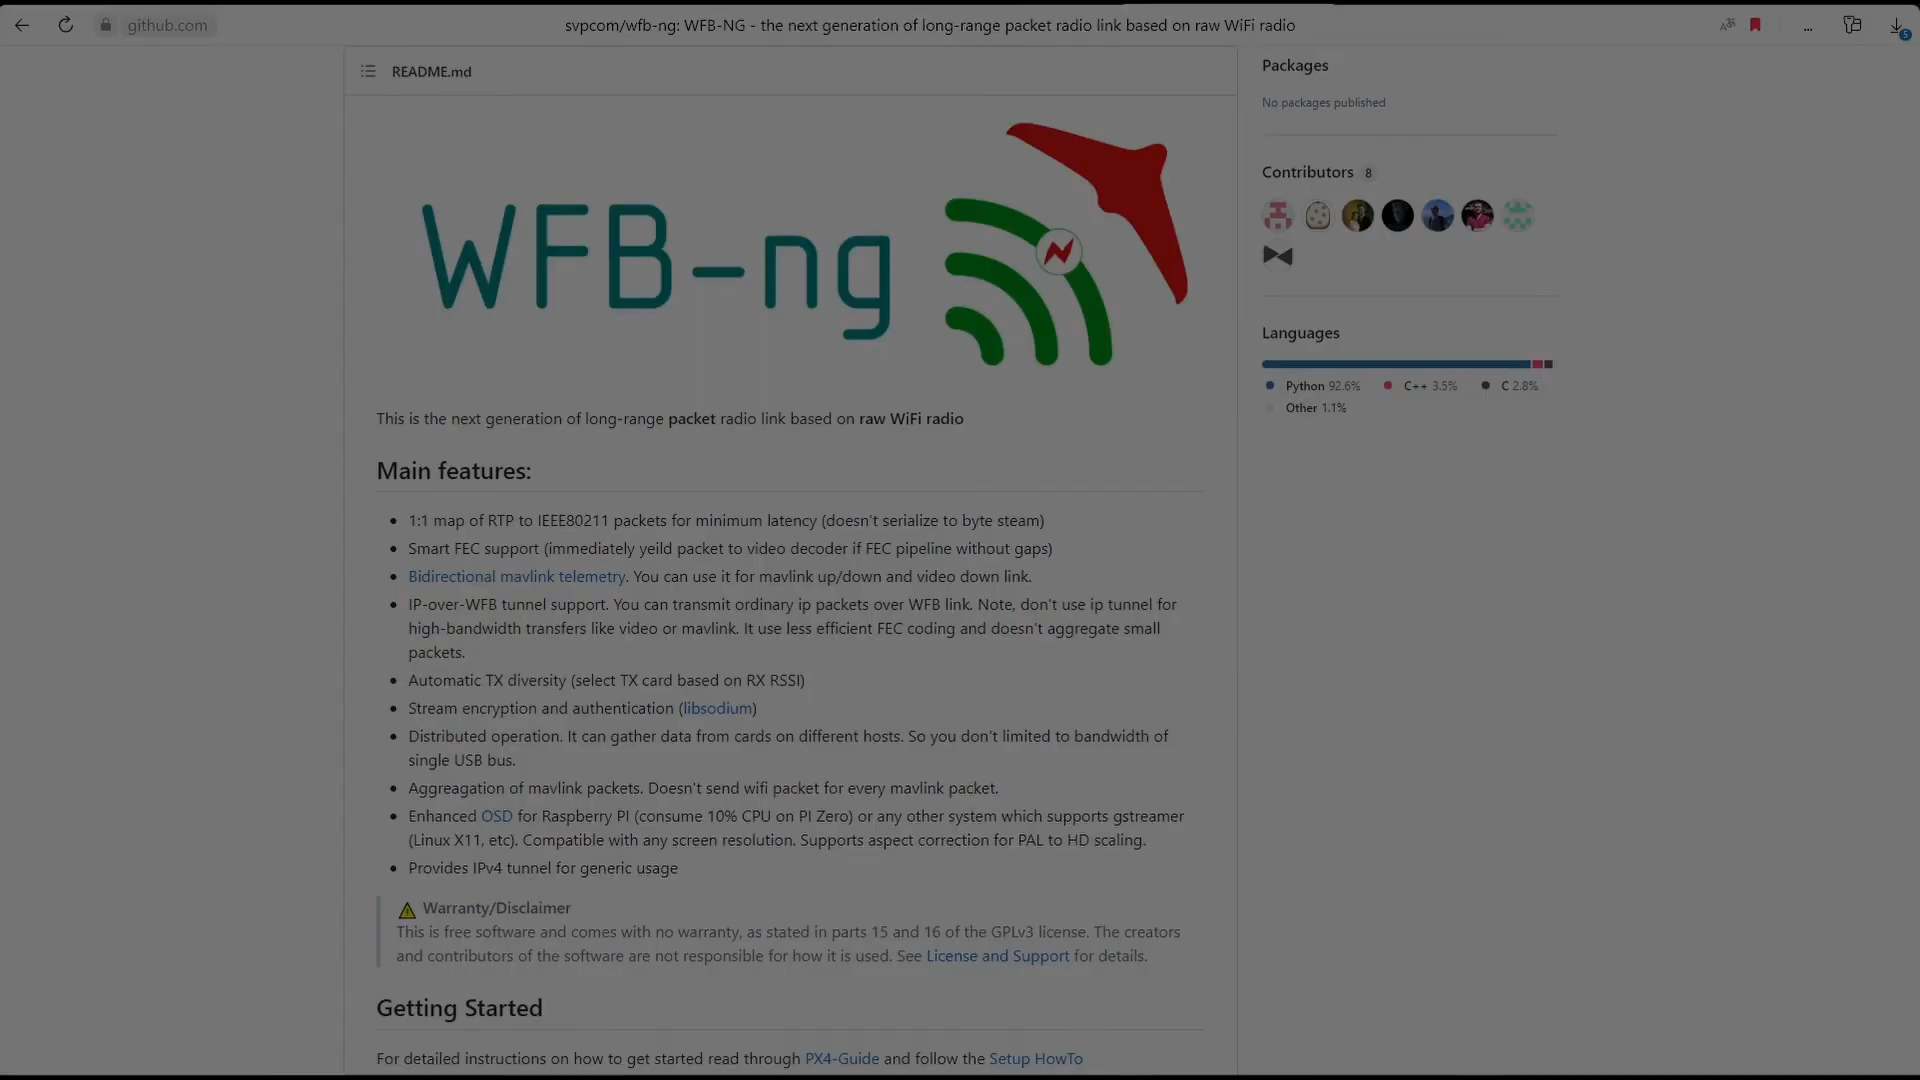 github.com
svpcom/wfb-ng: WFB-NG - the next generation of long-range packet radio link based on raw WiFi radio
5
README.md
WFB-ng
This is the next generation of long-range packet radio link based on raw WiFi radio
Main features:
1:1 map of RTP to IEEE80211 packets for minimum latency (doesn't serialize to byte steam)
Smart FEC support (immediately yeild packet to video decoder if FEC pipeline without gaps)
Bidirectional mavlink telemetry. You can use it for mavlink up/down and video down link.
IP-over-WFB tunnel support. You can transmit ordinary ip packets over WFB link. Note, don't use ip tunnel for
high-bandwidth transfers like video or mavlink. It use less efficient FEC coding and doesn't aggregate small
packets.
Automatic TX diversity (select TX card based on RX RSSI)
Stream encryption and authentication (libsodium)
Distributed operation. It can gather data from cards on different hosts. So you don't limited to bandwidth of
single USB bus.
Aggreagation of mavlink packets. Doesn't send wifi packet for every mavlink packet.
Enhanced OSD for Raspberry PI (consume 10% CPU on PI Zero) or any other system which supports gstreamer
(Linux X11, etc). Compatible with any screen resolution. Supports aspect correction for PAL to HD scaling.
Provides IPv4 tunnel for generic usage
Warranty/Disclaimer
This is free software and comes with no warranty, as stated in parts 15 and 16 of the GPLv3 license. The creators
and contributors of the software are not responsible for how it is used. See License and Support for details.
Getting Started
For detailed instructions on how to get started read through PX4-Guide and follow the Setup HowTo
Packages
No packages published
Contributors 8
Languages
Python 92.6% C++ 3.5% C 2.8%
Other 1.1%